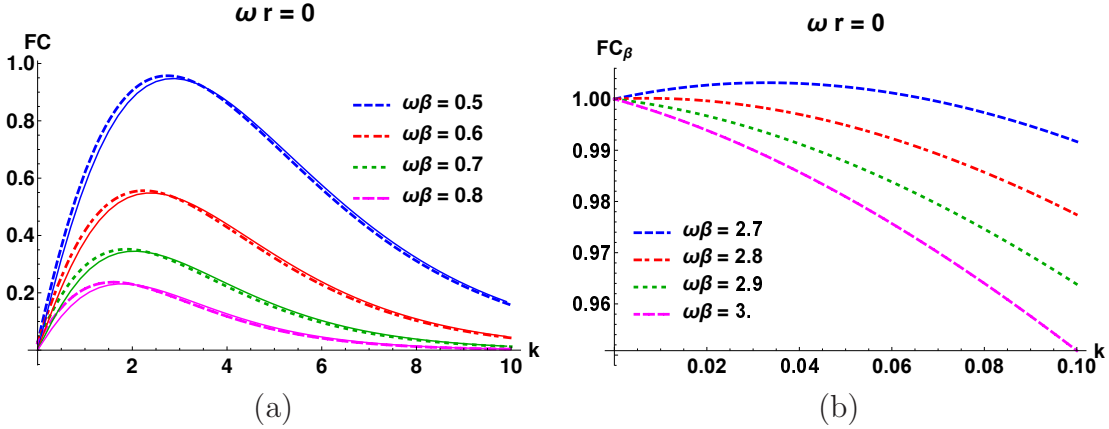 ω r = 0
FC
1.0
0.8
0.6
0.4
0.2
2
4
6
8
10
k
ωβ = 0.5
ωβ = 0.6
ωβ = 0.7
ωβ = 0.8
(a)
ω r = 0
FCβ
1.00
0.99
0.98
0.97
0.96
0.02
0.04
0.06
0.08
0.10
k
ωβ = 2.7
ωβ = 2.8
ωβ = 2.9
ωβ = 3.
(b)